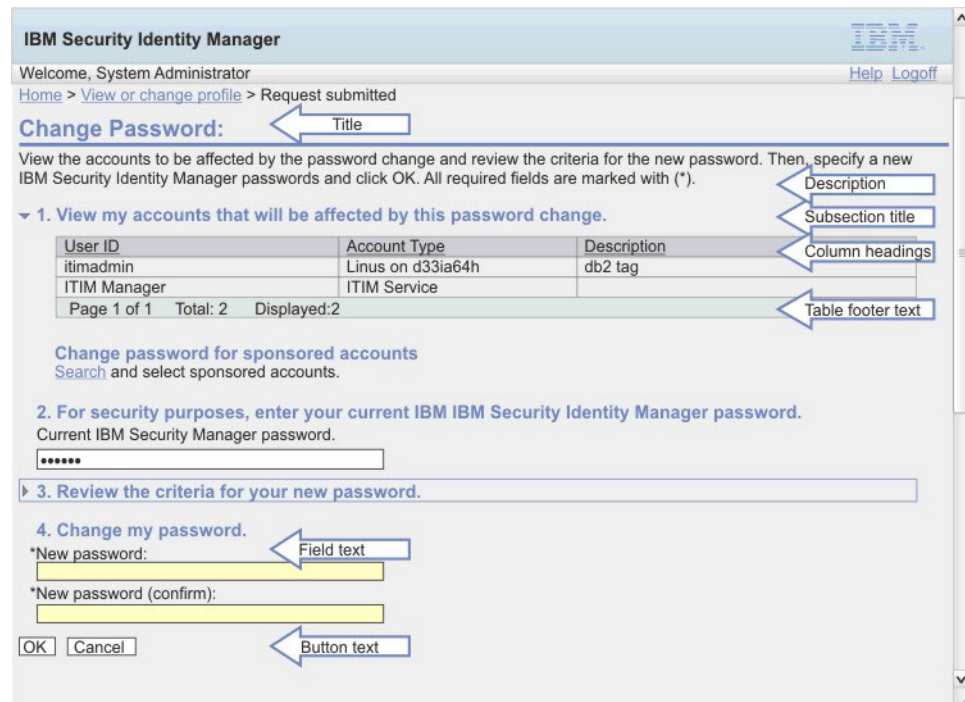 IBM Security Identity Manager
IBM.
Welcome, System Administrator
Help Logoff
Home > View or change profile > Request submitted
Change Password:
Title
View the accounts to be affected by the password change and review the criteria for the new password. Then, specify a new
IBM Security Identity Manager passwords and click OK. All required fields are marked with (*).
Description
1. View my accounts that will be affected by this password change.
Subsection title
User ID Account Type Description
Column headings
itimadmin Linus on d33ia64h db2 tag
ITIM Manager ITIM Service
Page 1 of 1 Total: 2 Displayed:2
Table footer text
Change password for sponsored accounts
Search and select sponsored accounts.
2. For security purposes, enter your current IBM IBM Security Identity Manager password.
Current IBM Security Manager password.
••••••
3. Review the criteria for your new password.
4. Change my password.
*New password:
Field text
*New password (confirm):
OK Cancel
Button text